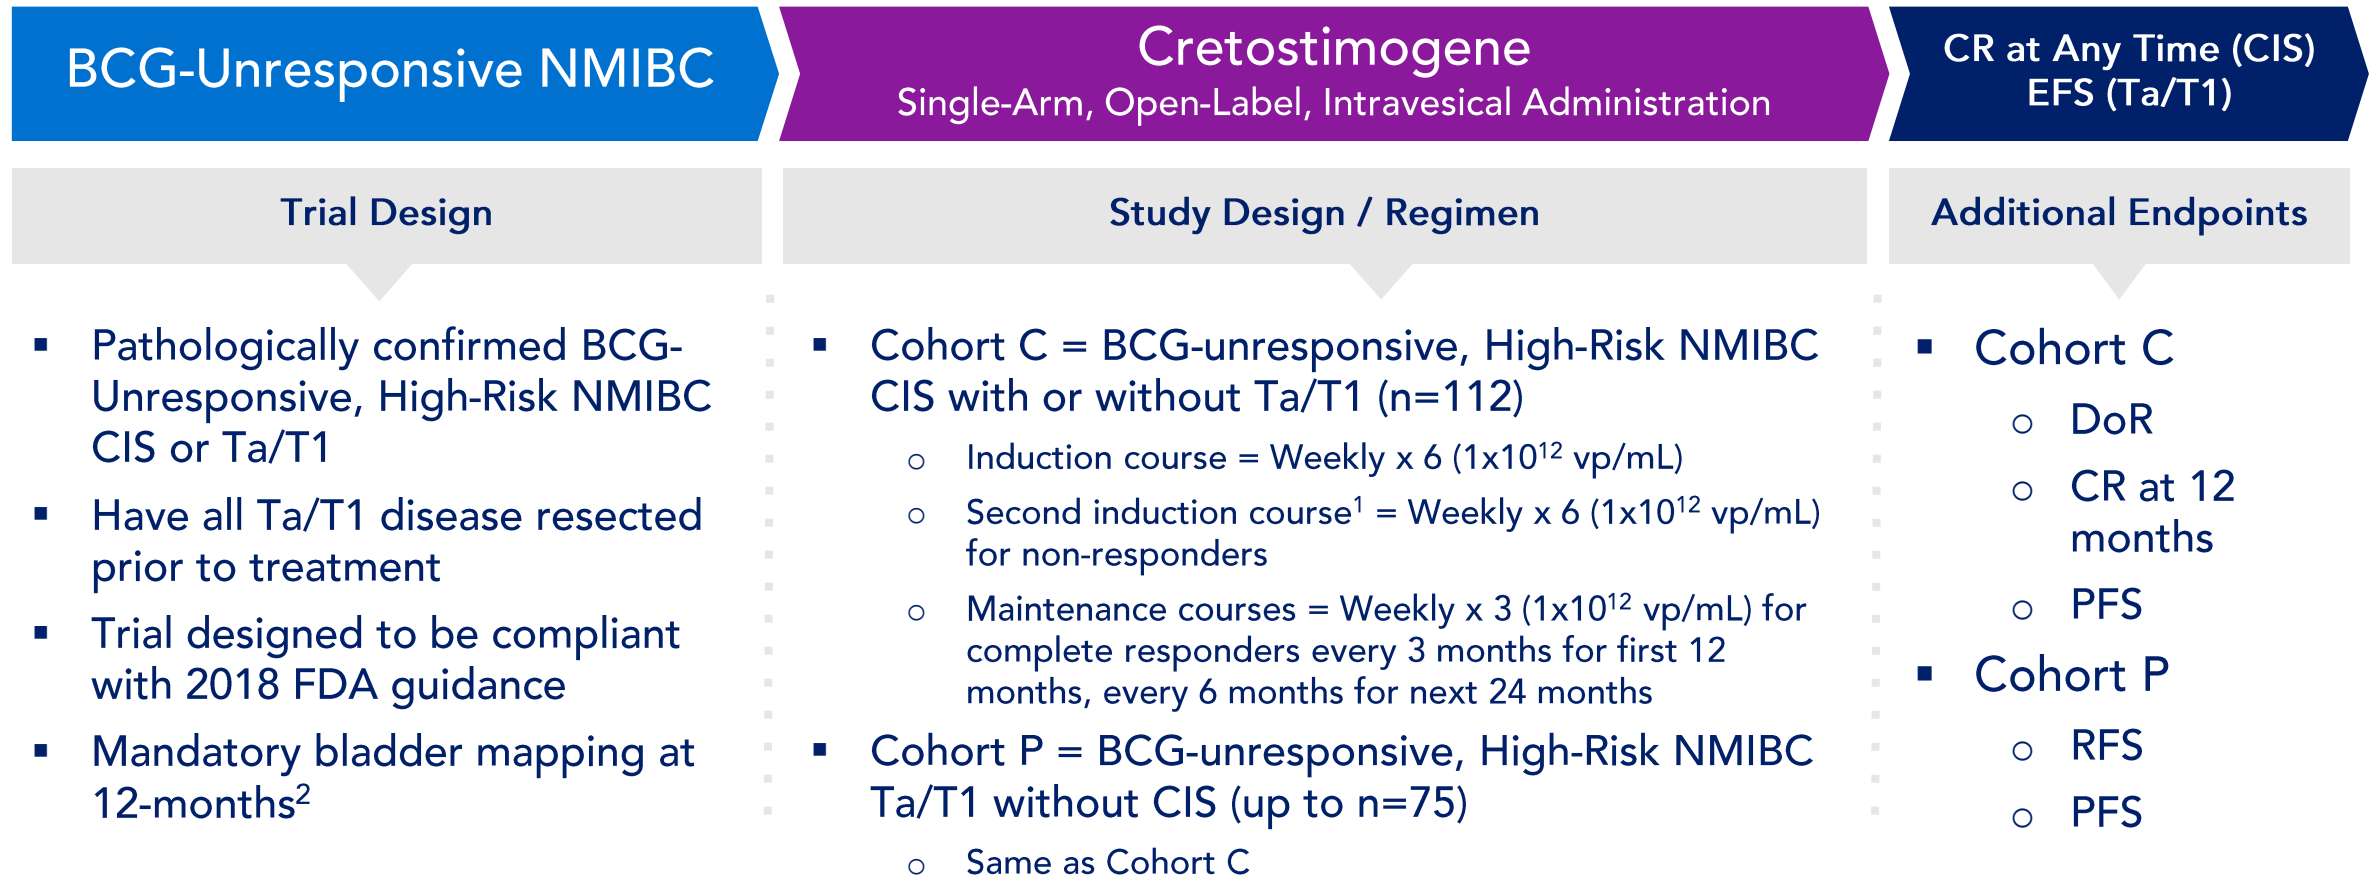 BCG-Unresponsive NMIBC
Cretostimogene
Single-Arm, Open-Label, Intravesical Administration
CR at Any Time (CIS)
EFS (Ta/T1)
Trial Design
▪ Pathologically confirmed BCG-
Unresponsive, High-Risk NMIBC
CIS or Ta/T1
▪ Have all Ta/T1 disease resected
prior to treatment
▪ Trial designed to be compliant
with 2018 FDA guidance
▪ Mandatory bladder mapping at
12-months²
Study Design / Regimen
▪ Cohort C = BCG-unresponsive, High-Risk NMIBC
CIS with or without Ta/T1 (n=112)
○ Induction course = Weekly x 6 (1x10¹² vp/mL)
○ Second induction course¹ = Weekly x 6 (1x10¹² vp/mL)
for non-responders
○ Maintenance courses = Weekly x 3 (1x10¹² vp/mL) for
complete responders every 3 months for first 12
months, every 6 months for next 24 months
▪ Cohort P = BCG-unresponsive, High-Risk NMIBC
Ta/T1 without CIS (up to n=75)
○ Same as Cohort C
Additional Endpoints
▪ Cohort C
○ DoR
○ CR at 12
months
○ PFS
▪ Cohort P
○ RFS
○ PFS